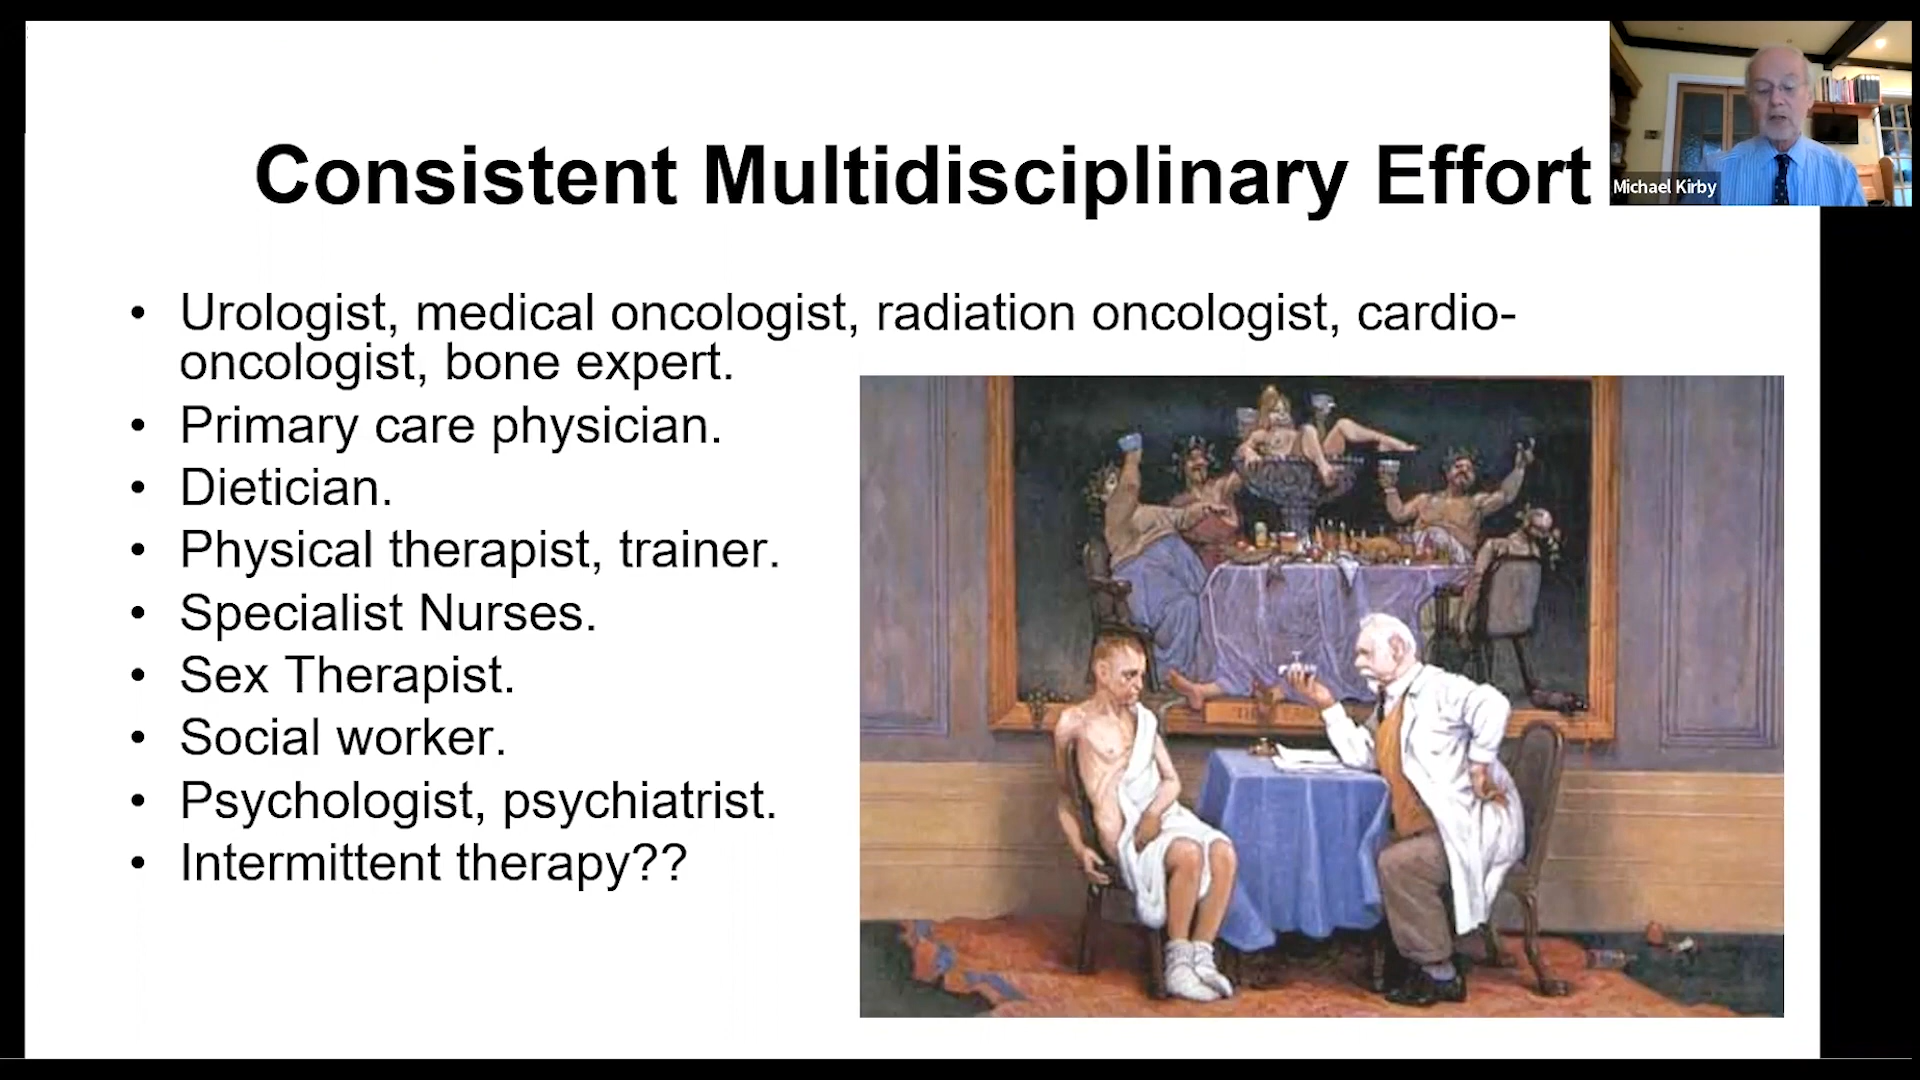 Consistent Multidisciplinary Effort
Michael Kirby
• Urologist, medical oncologist, radiation oncologist, cardio-
oncologist, bone expert.
• Primary care physician.
• Dietician.
• Physical therapist, trainer.
• Specialist Nurses.
• Sex Therapist.
• Social worker.
• Psychologist, psychiatrist.
• Intermittent therapy??